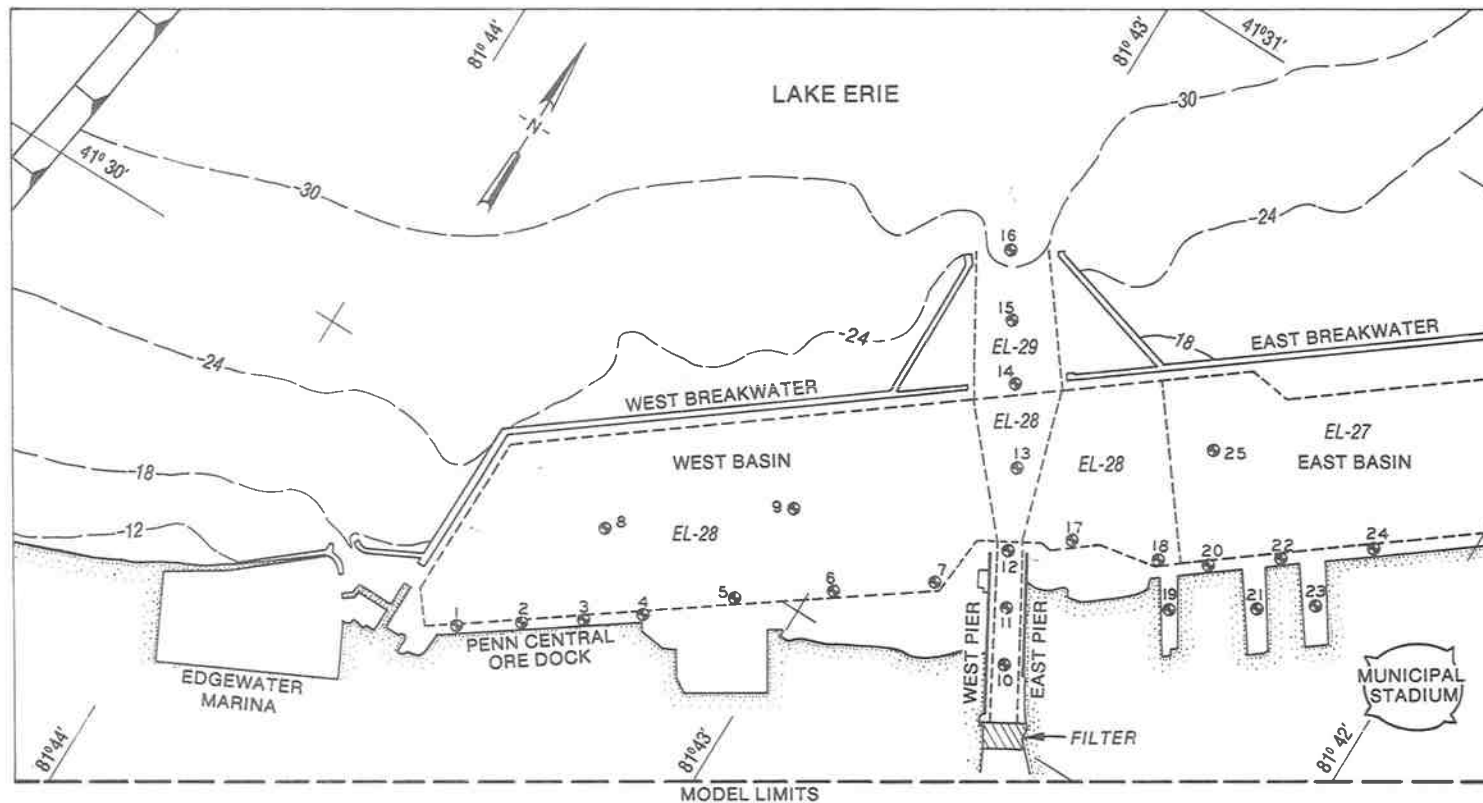 81° 44'
81° 43'
41° 31'
LAKE ERIE
-30
-N-
41° 30'
-30
-24
16
15
EL-29
-18
EAST BREAKWATER
-24
-24
14
WEST BREAKWATER
EL-28
EL-27
WEST BASIN
13
EL-28
25
EAST BASIN
-18
9
8
EL-28
-12
17
12
18
20
22
24
7
6
5
4
3
2
1
19
21
23
11
PENN CENTRAL
ORE DOCK
WEST PIER
EAST PIER
10
EDGEWATER
MARINA
MUNICIPAL
STADIUM
FILTER
81° 44'
81° 43'
81° 42'
MODEL LIMITS